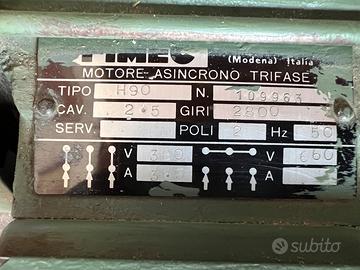 FIMEC
(Modena) Italia
MOTORE ASINCRONO TRIFASE
TIPO H90 N. 109963
CAV. 2.5 GIRI 2800
SERV. POLI 2 Hz 50
V 380 V 660
A A
subito